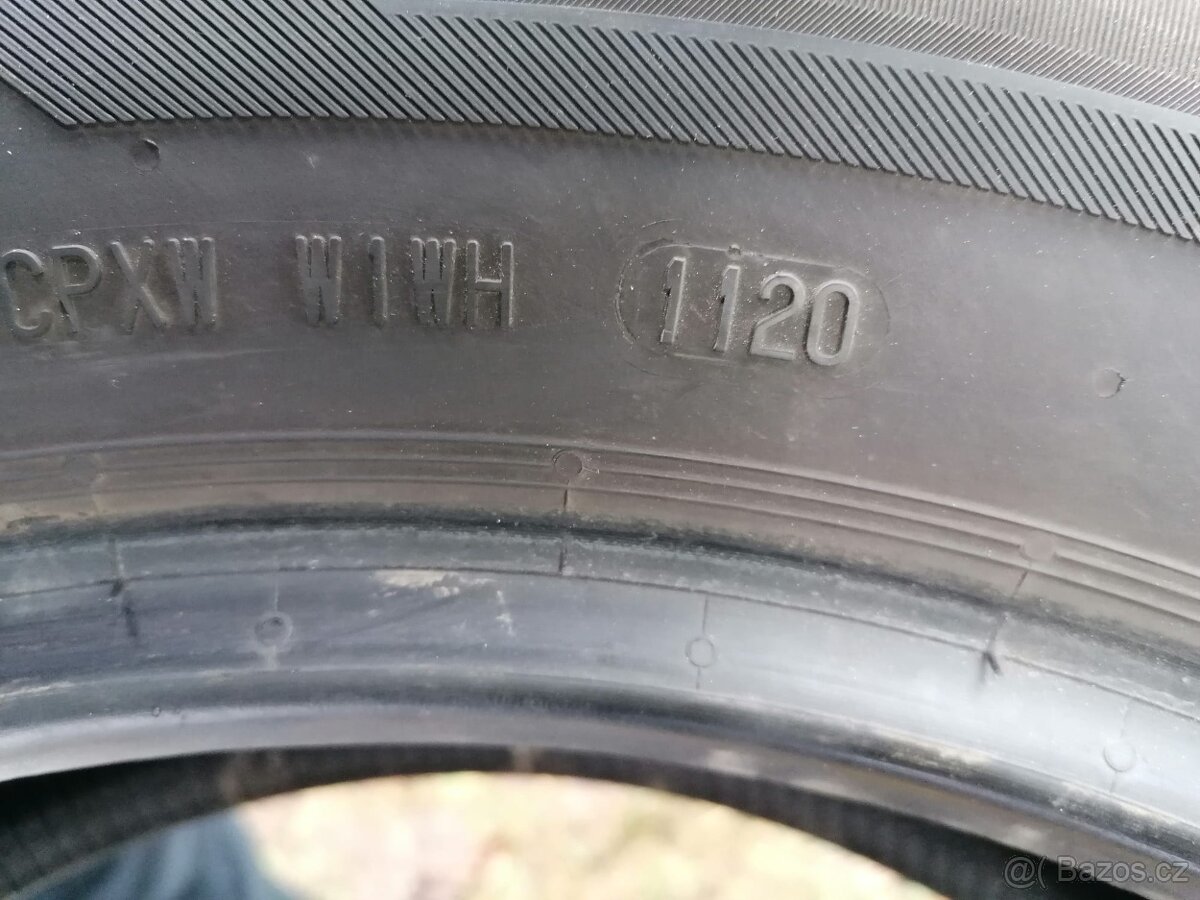 CPXW W1WH 1120
@( Bazos.cz